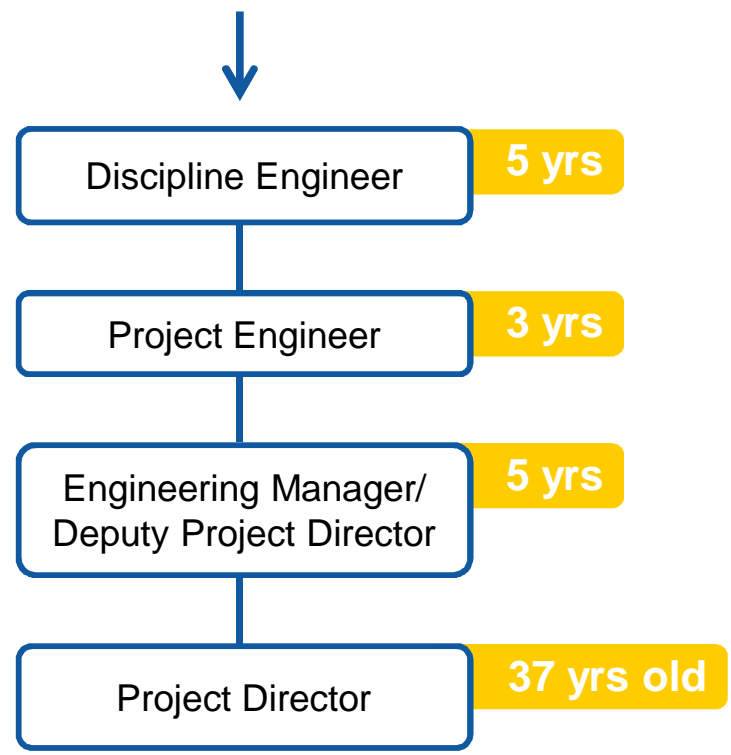 Discipline Engineer
5 yrs
Project Engineer
3 yrs
Engineering Manager/
Deputy Project Director
5 yrs
Project Director
37 yrs old